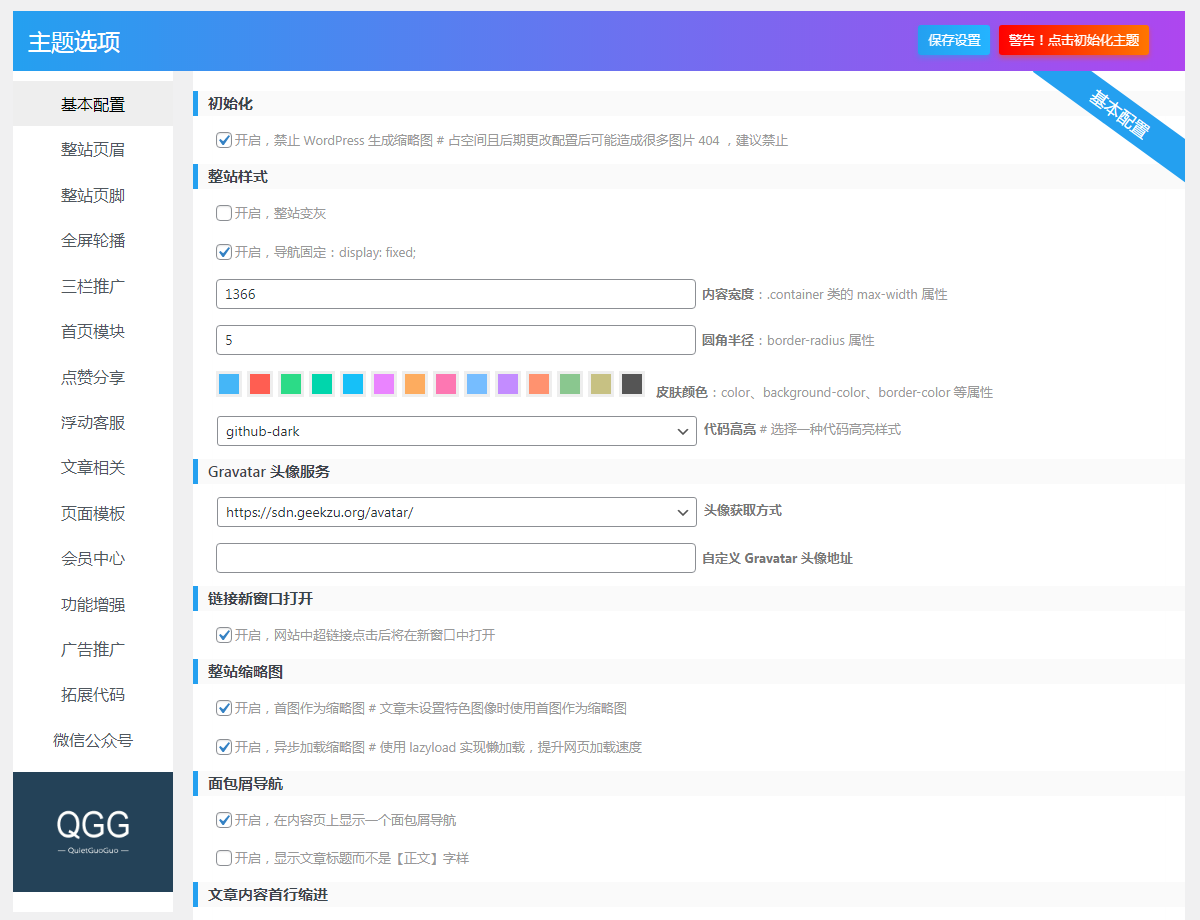 主题选项
保存设置
警告！点击初始化主题
基本配置
整站页眉
整站页脚
全屏轮播
三栏推广
首页模块
点赞分享
浮动客服
文章相关
页面模板
会员中心
功能增强
广告推广
拓展代码
微信公众号
QGG
— QuietGuoGuo —
基本配置
初始化
开启，禁止 WordPress 生成缩略图 # 占空间且后期更改配置后可能造成很多图片 404 ，建议禁止
整站样式
开启，整站变灰
开启，导航固定：display: fixed;
1366 内容宽度：.container 类的 max-width 属性
5 圆角半径：border-radius 属性
皮肤颜色：color、background-color、border-color 等属性
github-dark 代码高亮 # 选择一种代码高亮样式
Gravatar 头像服务
https://sdn.geekzu.org/avatar/ 头像获取方式
自定义 Gravatar 头像地址
链接新窗口打开
开启，网站中超链接点击后将在新窗口中打开
整站缩略图
开启，首图作为缩略图 # 文章未设置特色图像时使用首图作为缩略图
开启，异步加载缩略图 # 使用 lazyload 实现懒加载，提升网页加载速度
面包屑导航
开启，在内容页上显示一个面包屑导航
开启，显示文章标题而不是【正文】字样
文章内容首行缩进